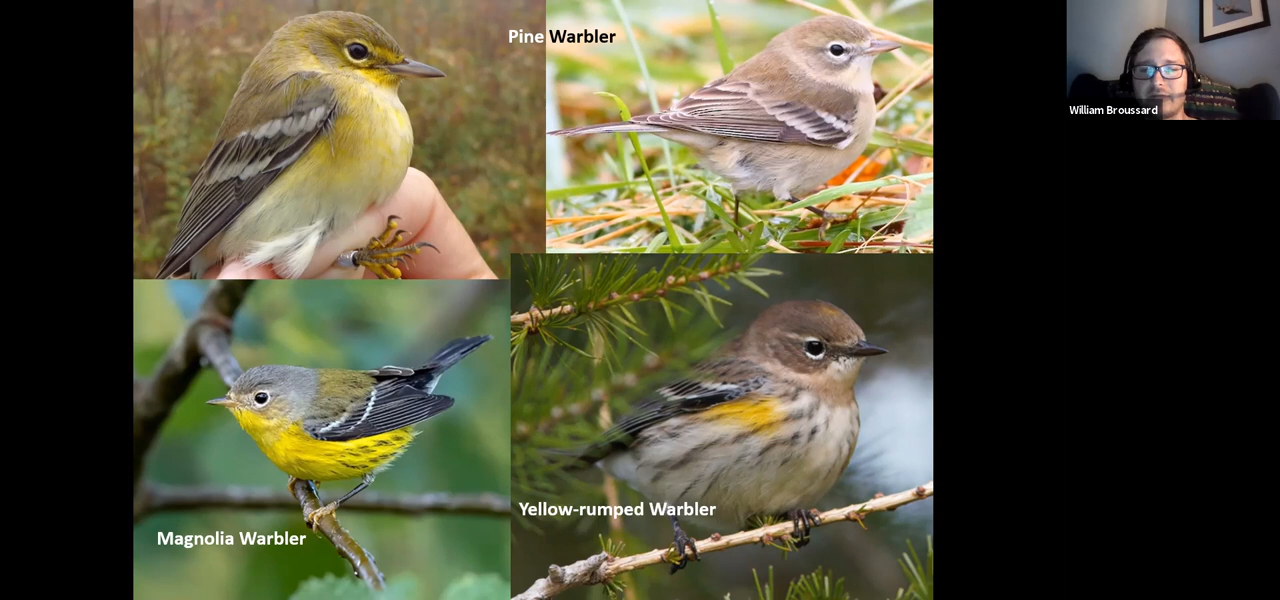 Pine Warbler
William Broussard
Magnolia Warbler
Yellow-rumped Warbler